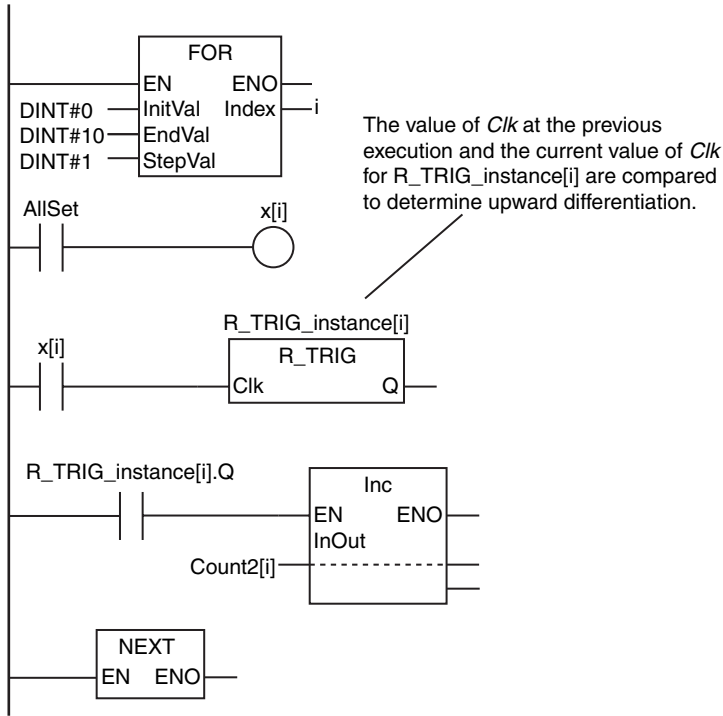 FOR
EN ENO
DINT#0 InitVal Index i
DINT#10 EndVal
DINT#1 StepVal
The value of Clk at the previous
execution and the current value of Clk
for R_TRIG_instance[i] are compared
to determine upward differentiation.
AllSet x[i]
R_TRIG_instance[i]
x[i] R_TRIG
Clk Q
R_TRIG_instance[i].Q
Inc
EN ENO
InOut
Count2[i]
NEXT
EN ENO